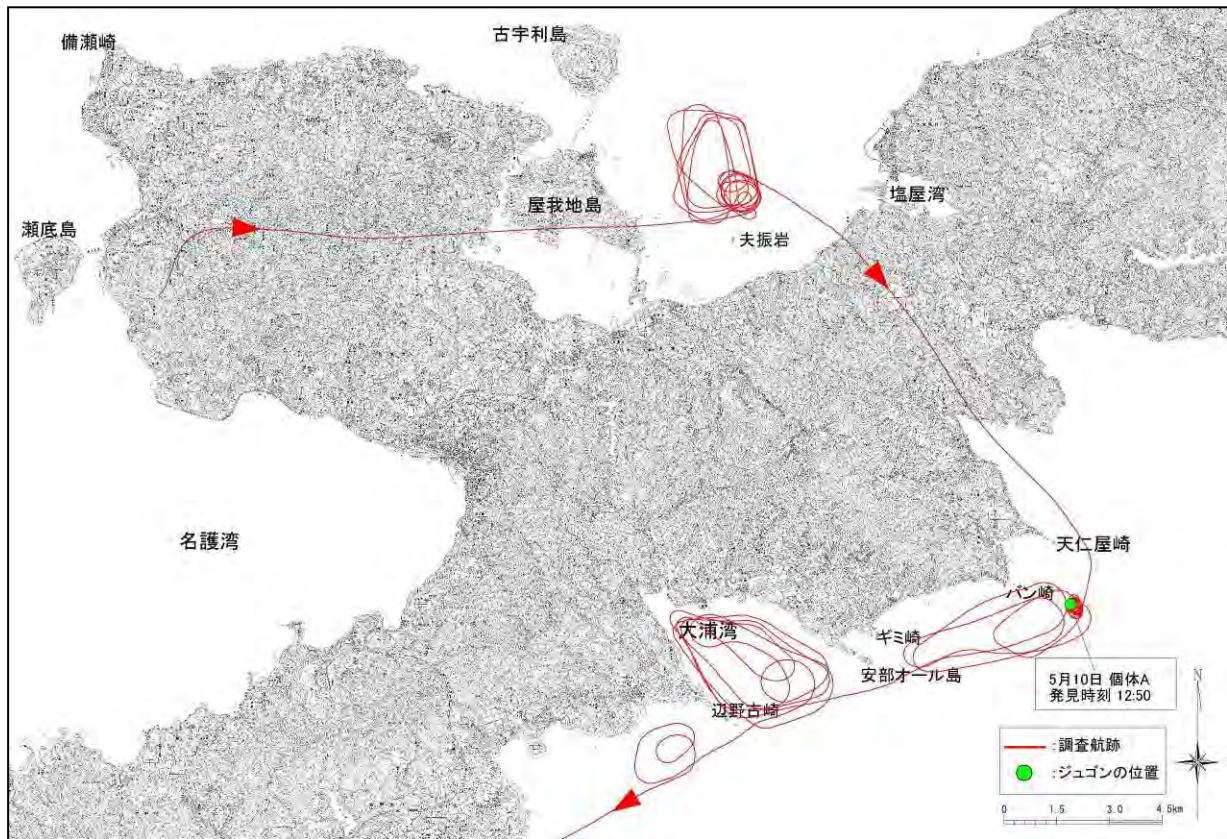 古宇利島
備瀬崎
塩屋湾
屋我地島
瀬底島
夫振岩
名護湾
天仁屋崎
バン崎
大浦湾
ギミ崎
安部オール島
5月10日 個体A
発見時刻 12:50
辺野古崎
N
:調査航跡
:ジュゴンの位置
0 1.5 3.0 4.5km